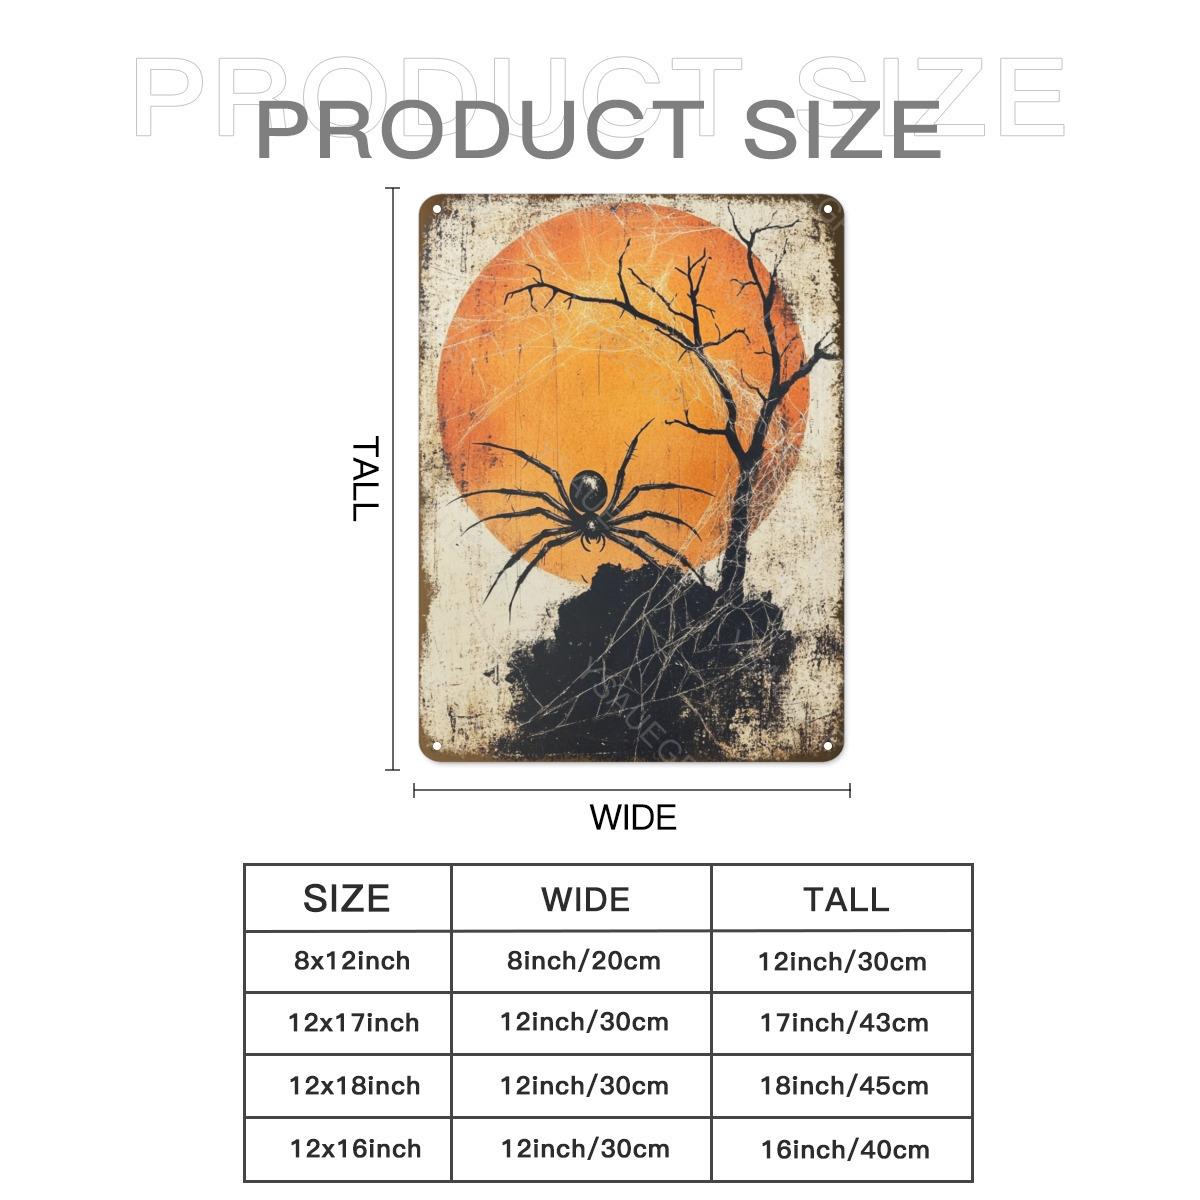 PRODUCT SIZE
PRODUCT SIZE
TALL
YSAUEG
WIDE
SIZE WIDE TALL
8x12inch 8inch/20cm 12inch/30cm
12x17inch 12inch/30cm 17inch/43cm
12x18inch 12inch/30cm 18inch/45cm
12x16inch 12inch/30cm 16inch/40cm